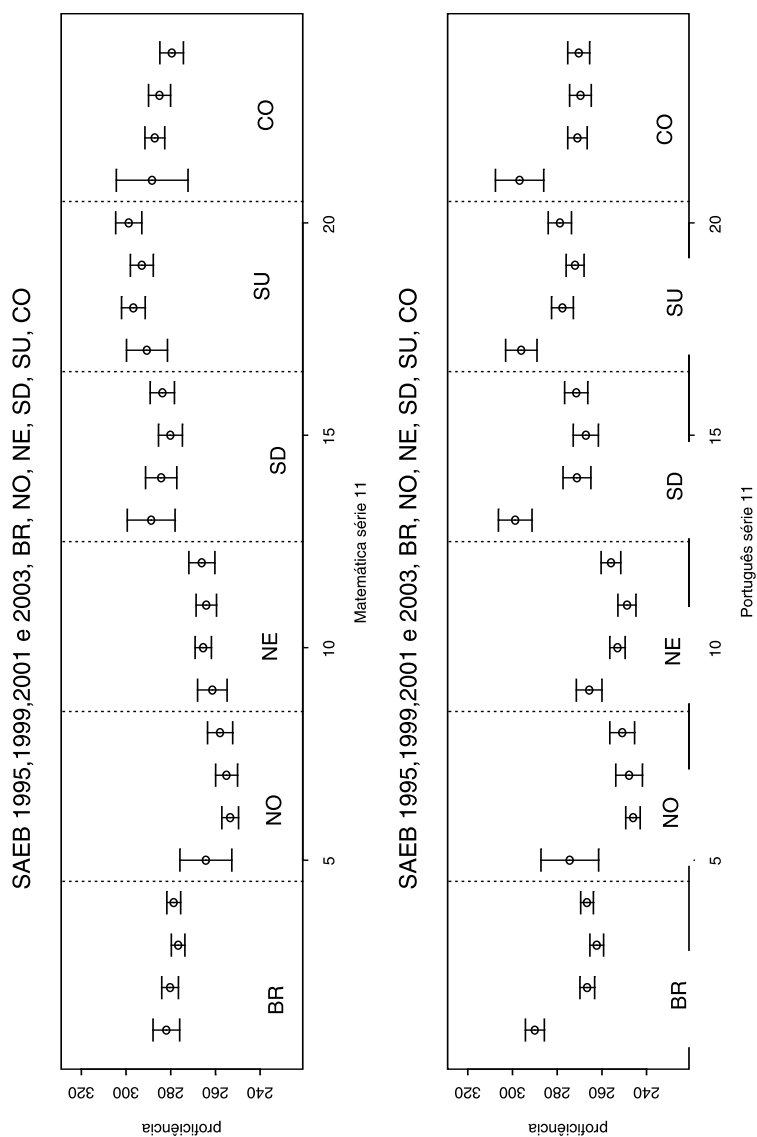 SAEB 1995,1999,2001 e 2003, BR, NO, NE, SD, SU, CO
proficiência
320
300
280
260
240
BR
NO
NE
SD
SU
CO
5
10
15
20
Matemática série 11
SAEB 1995,1999,2001 e 2003, BR, NO, NE, SD, SU, CO
proficiência
320
300
280
260
240
BR
NO
NE
SD
SU
CO
5
10
15
20
Português série 11